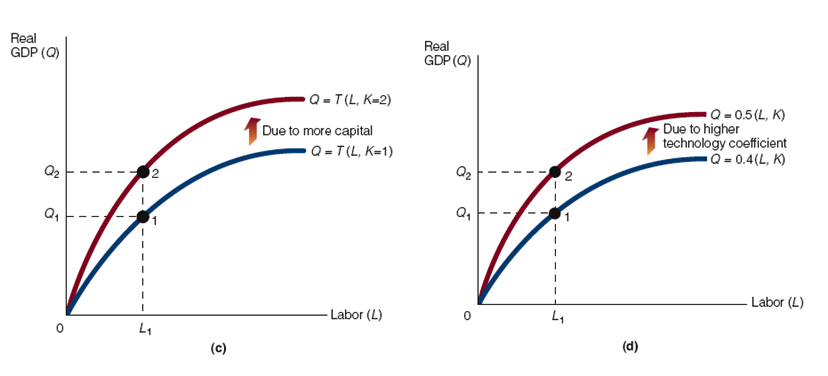 Real
GDP (Q)
Q = T (L, K=2)
Due to more capital
Q = T (L, K=1)
Q2
2
Q1
1
Labor (L)
0
L1
(c)
Real
GDP (Q)
Q = 0.5 (L, K)
Due to higher
technology coefficient
Q = 0.4 (L, K)
Q2
2
Q1
1
Labor (L)
0
L1
(d)